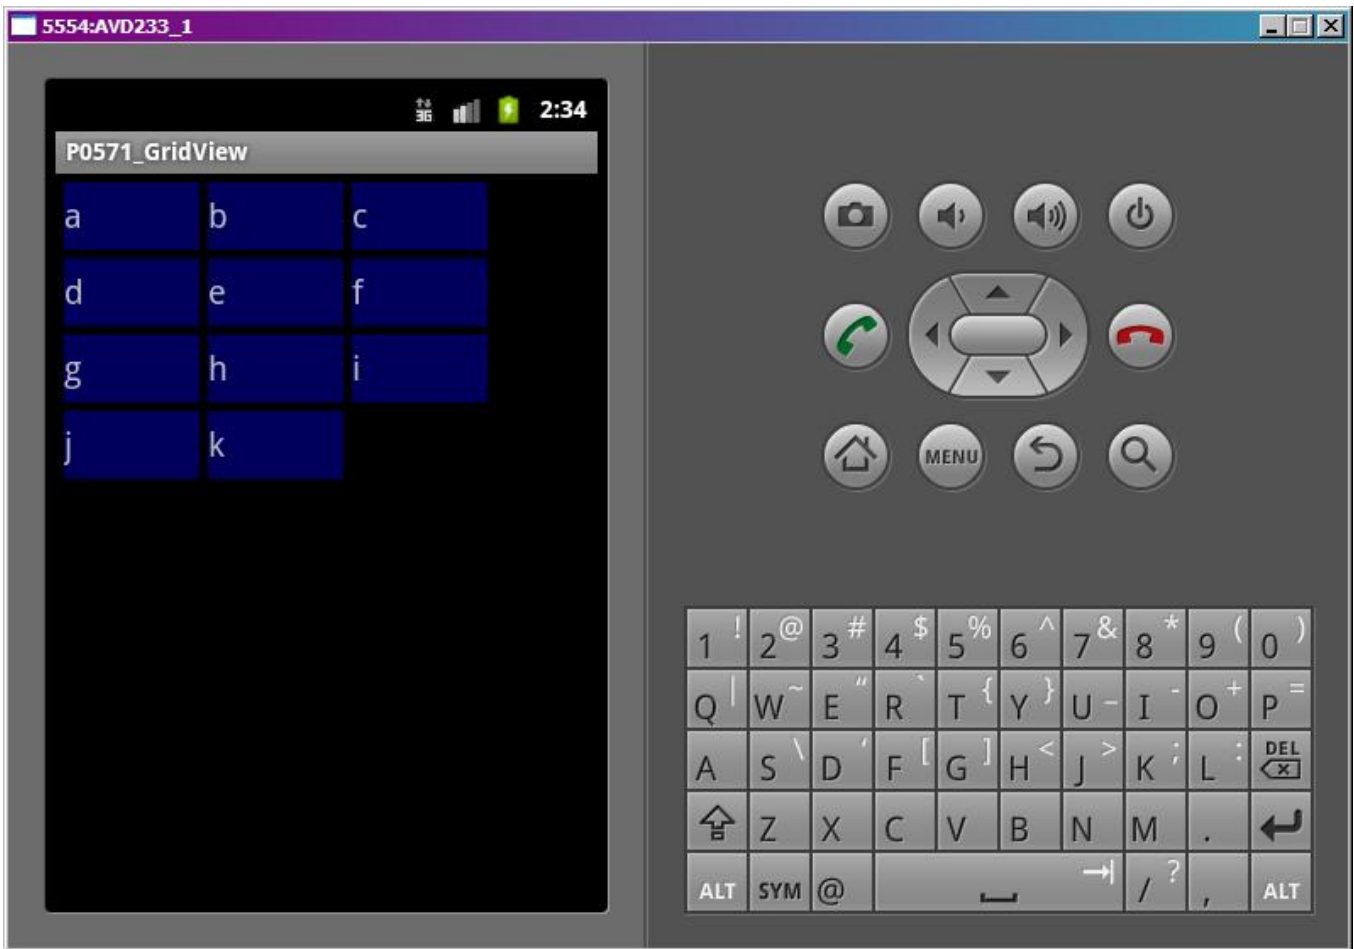 5554:AVD233_1
3G 2:34
P0571_GridView
a b c
d e f
g h i
j k
MENU
1 ! 2 @ 3 # 4 $ 5 % 6 ^ 7 & 8 * 9 ( 0 )
Q | W ~ E “ R ` T { Y } U _ I - O + P =
A S \ D ‘ F [ G ] H < J > K ; L : DEL
Z X C V B N M .
ALT SYM @ / ? , ALT